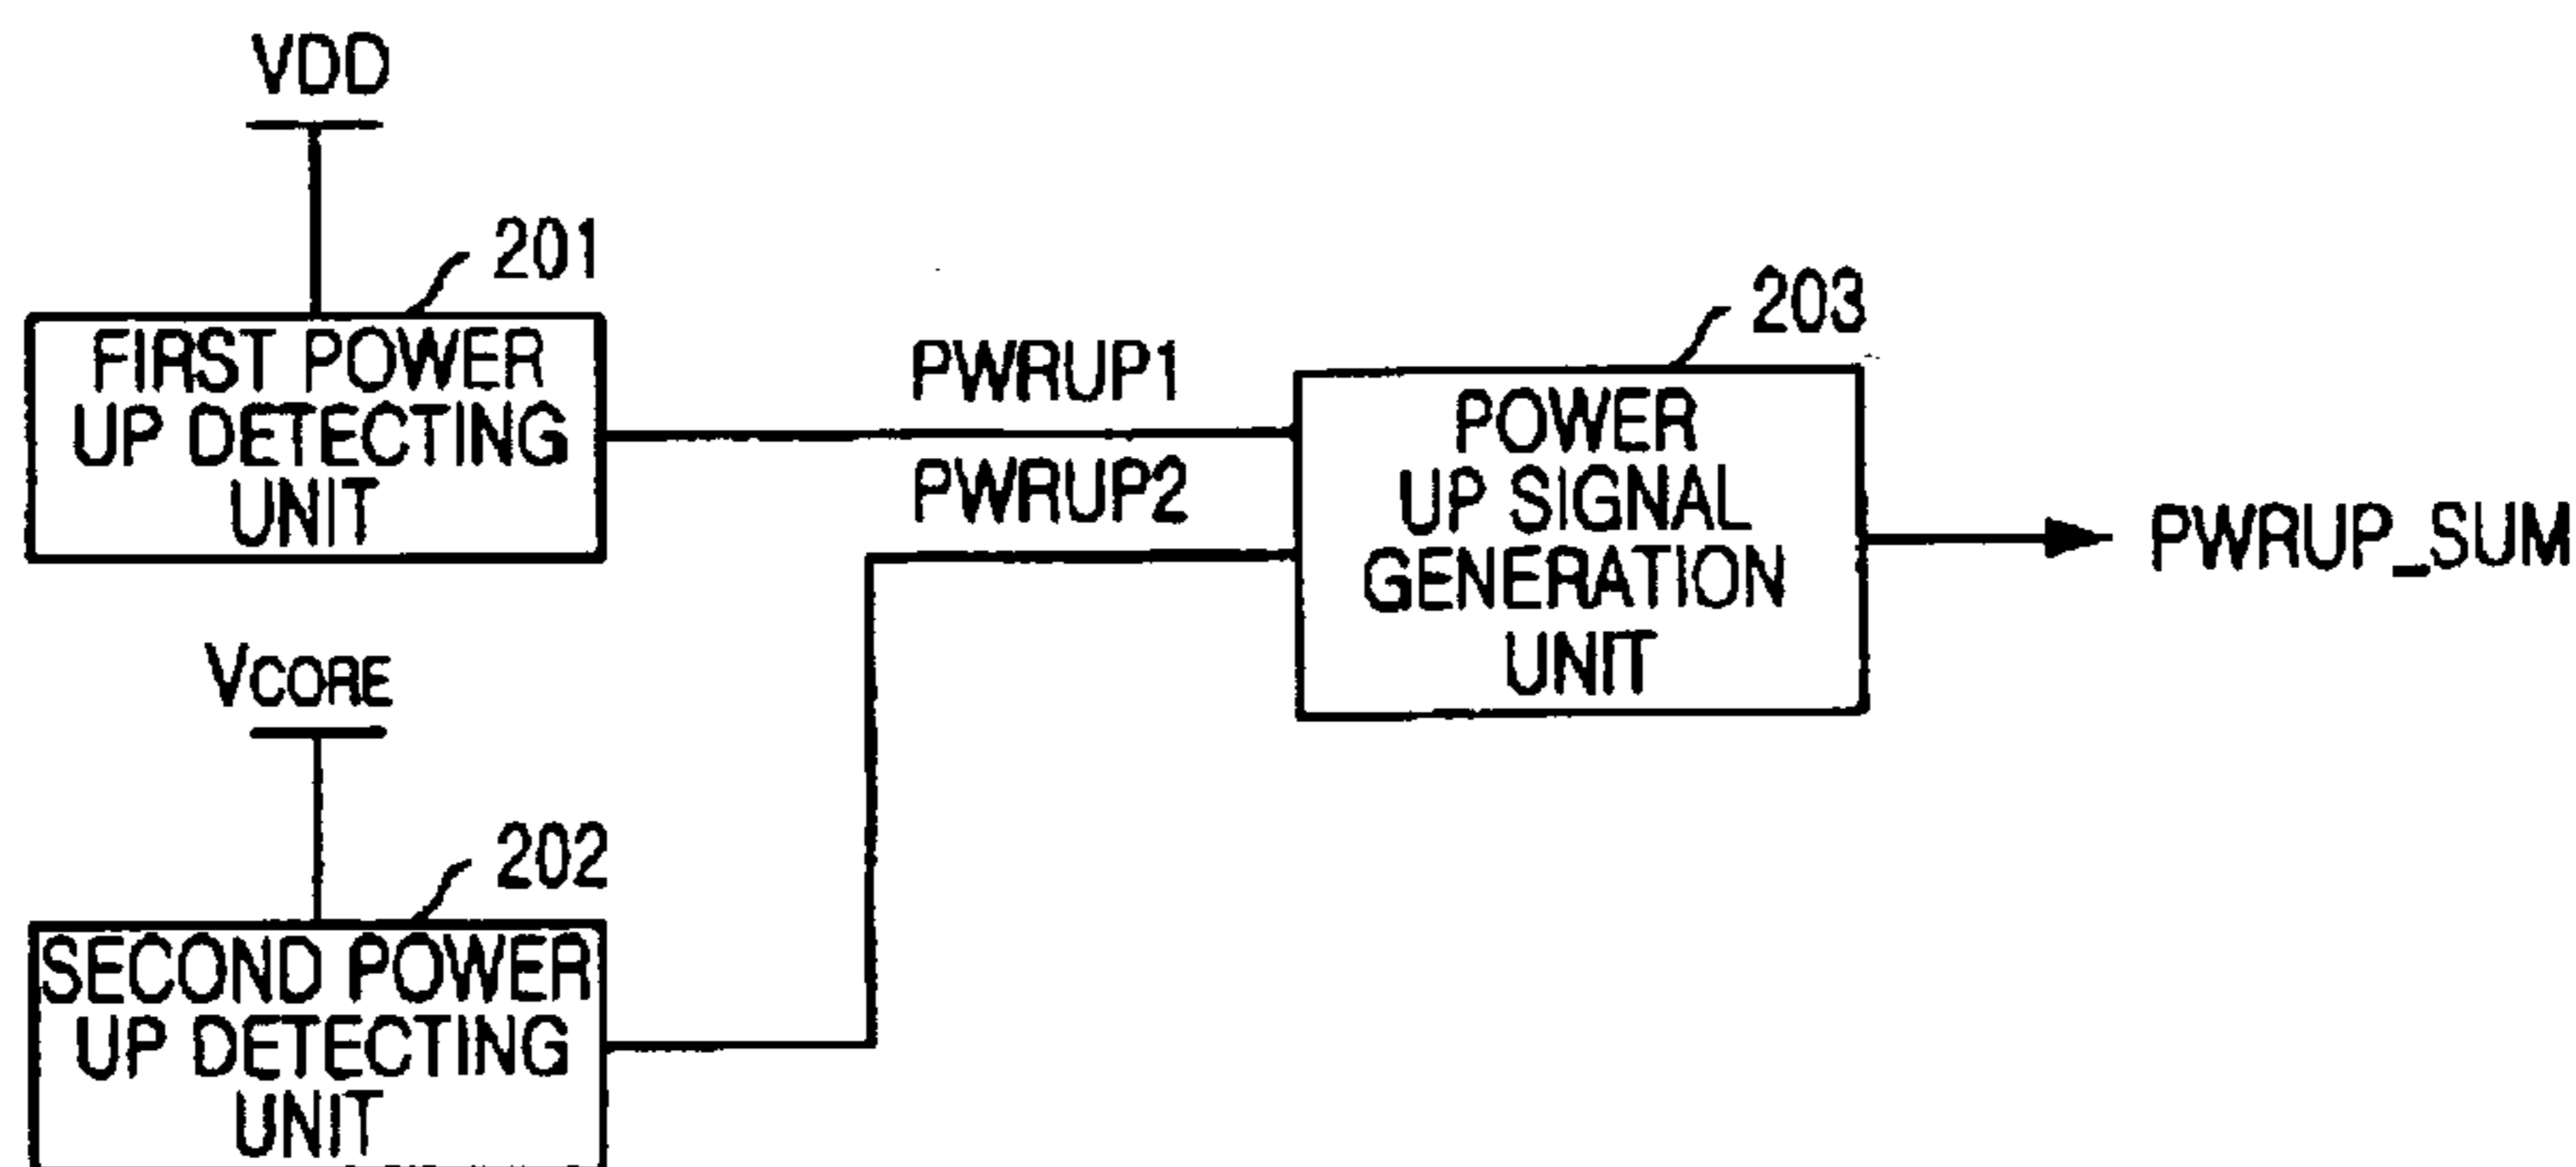 VDD
201
FIRST POWER
UP DETECTING
UNIT
PWRUP1
PWRUP2
203
POWER
UP SIGNAL
GENERATION
UNIT
PWRUP_SUM
VCORE
202
SECOND POWER
UP DETECTING
UNIT